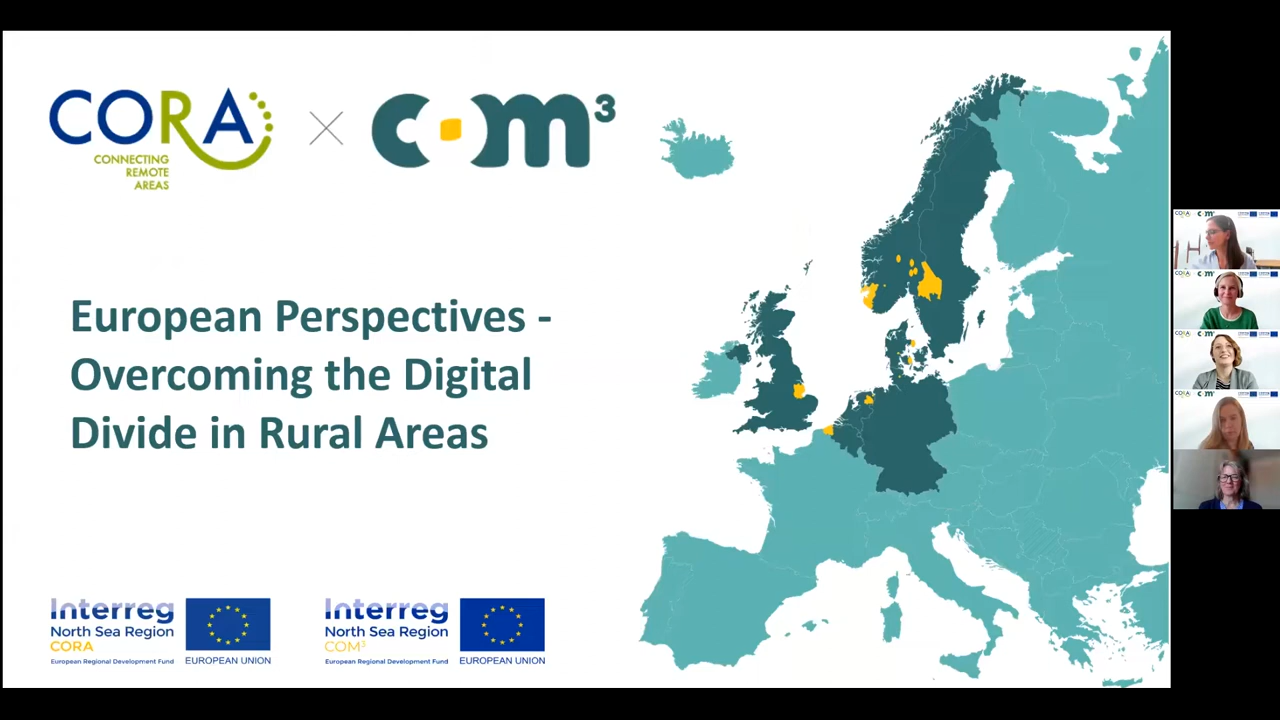 CORA
CONNECTING
REMOTE
AREAS
com³
European Perspectives -
Overcoming the Digital
Divide in Rural Areas
Interreg
North Sea Region
CORA
European Regional Development Fund
EUROPEAN UNION
Interreg
North Sea Region
COM³
European Regional Development Fund
EUROPEAN UNION